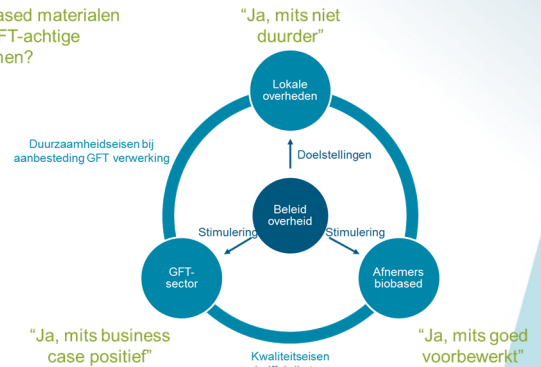 ased materialen
FT-achtige
nen?
“Ja, mits niet
duurder”
Lokale
overheden
Duurzaamheidseisen bij
aanbesteding GFT verwerking
Doelstellingen
Beleid
overheid
Stimulering
Stimulering
GFT-
sector
Afnemers
biobased
“Ja, mits business
case positief”
“Ja, mits goed
voorbewerkt”
Kwaliteitseisen